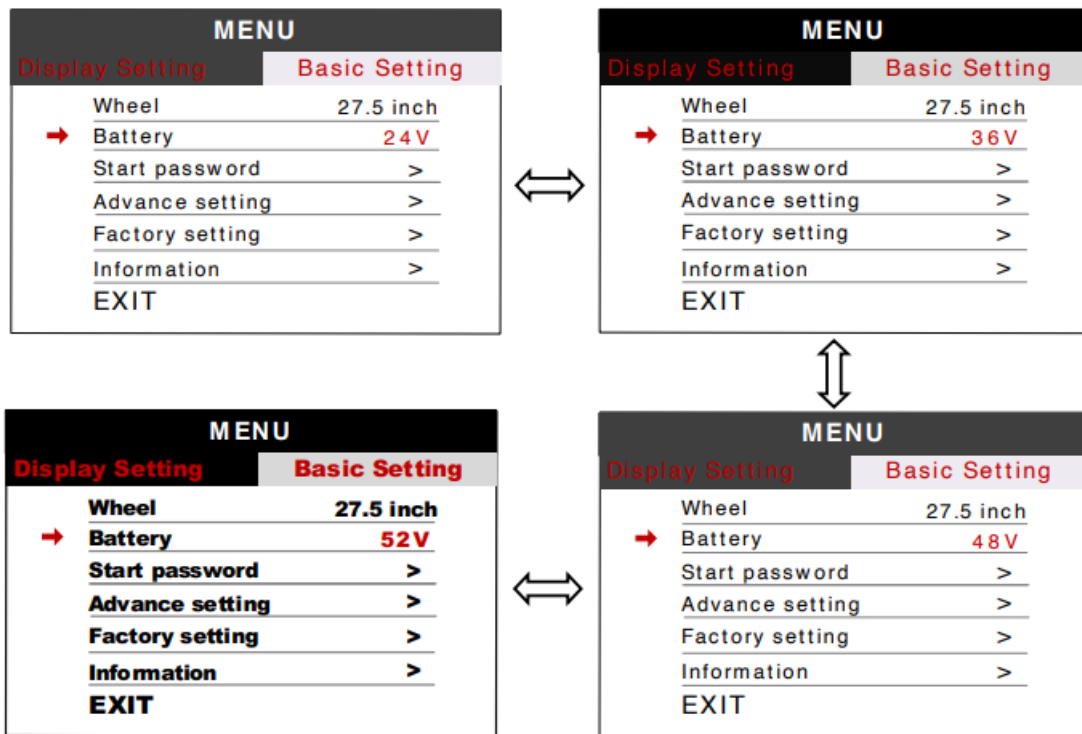 MENU
Display Setting Basic Setting
Wheel 27.5 inch
Battery 24V
Start password >
Advance setting >
Factory setting >
Information >
EXIT
MENU
Display Setting Basic Setting
Wheel 27.5 inch
Battery 36V
Start password >
Advance setting >
Factory setting >
Information >
EXIT
MENU
Display Setting Basic Setting
Wheel 27.5 inch
Battery 52V
Start password >
Advance setting >
Factory setting >
Information >
EXIT
MENU
Display Setting Basic Setting
Wheel 27.5 inch
Battery 48V
Start password >
Advance setting >
Factory setting >
Information >
EXIT